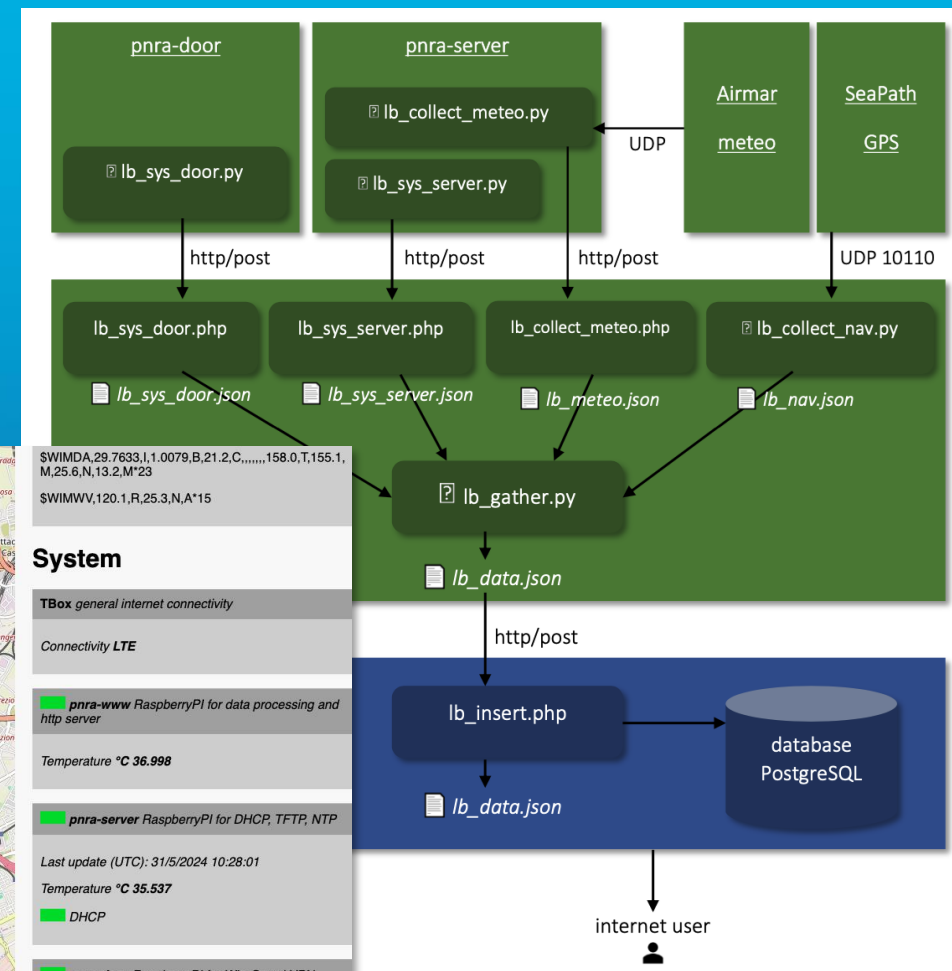 pnra-door
pnra-server
lb_collect_meteo.py
lb_sys_door.py
lb_sys_server.py
Airmar
meteo
SeaPath
GPS
UDP
http/post
http/post
http/post
UDP 10110
lb_sys_door.php
lb_sys_server.php
lb_collect_meteo.php
lb_collect_nav.py
lb_sys_door.json
lb_sys_server.json
lb_meteo.json
lb_nav.json
lb_gather.py
lb_data.json
http/post
lb_insert.php
database
PostgreSQL
lb_data.json
internet user
$WIMDA,29.7633,I,1.0079,B,21.2,C,,,,,,,158.0,T,155.1,
M,25.6,N,13.2,M*23
$WIMWV,120.1,R,25.3,N,A*15
System
TBox general internet connectivity
Connectivity LTE
pnra-www RaspberryPI for data processing and
http server
Temperature °C 36.998
pnra-server RaspberryPI for DHCP, TFTP, NTP
Last update (UTC): 31/5/2024 10:28:01
Temperature °C 35.537
DHCP